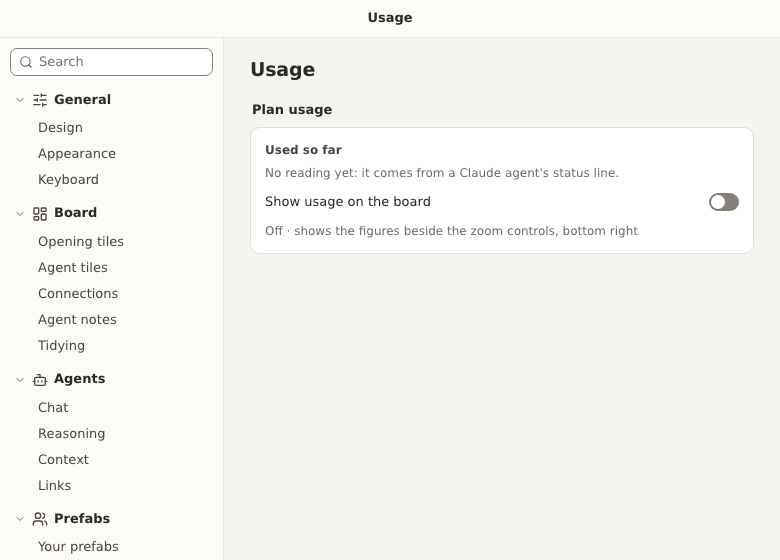 Usage
Search
General
Design
Appearance
Keyboard
Board
Opening tiles
Agent tiles
Connections
Agent notes
Tidying
Agents
Chat
Reasoning
Context
Links
Prefabs
Your prefabs
Usage
Plan usage
Used so far
No reading yet: it comes from a Claude agent's status line.
Show usage on the board
Off · shows the figures beside the zoom controls, bottom right